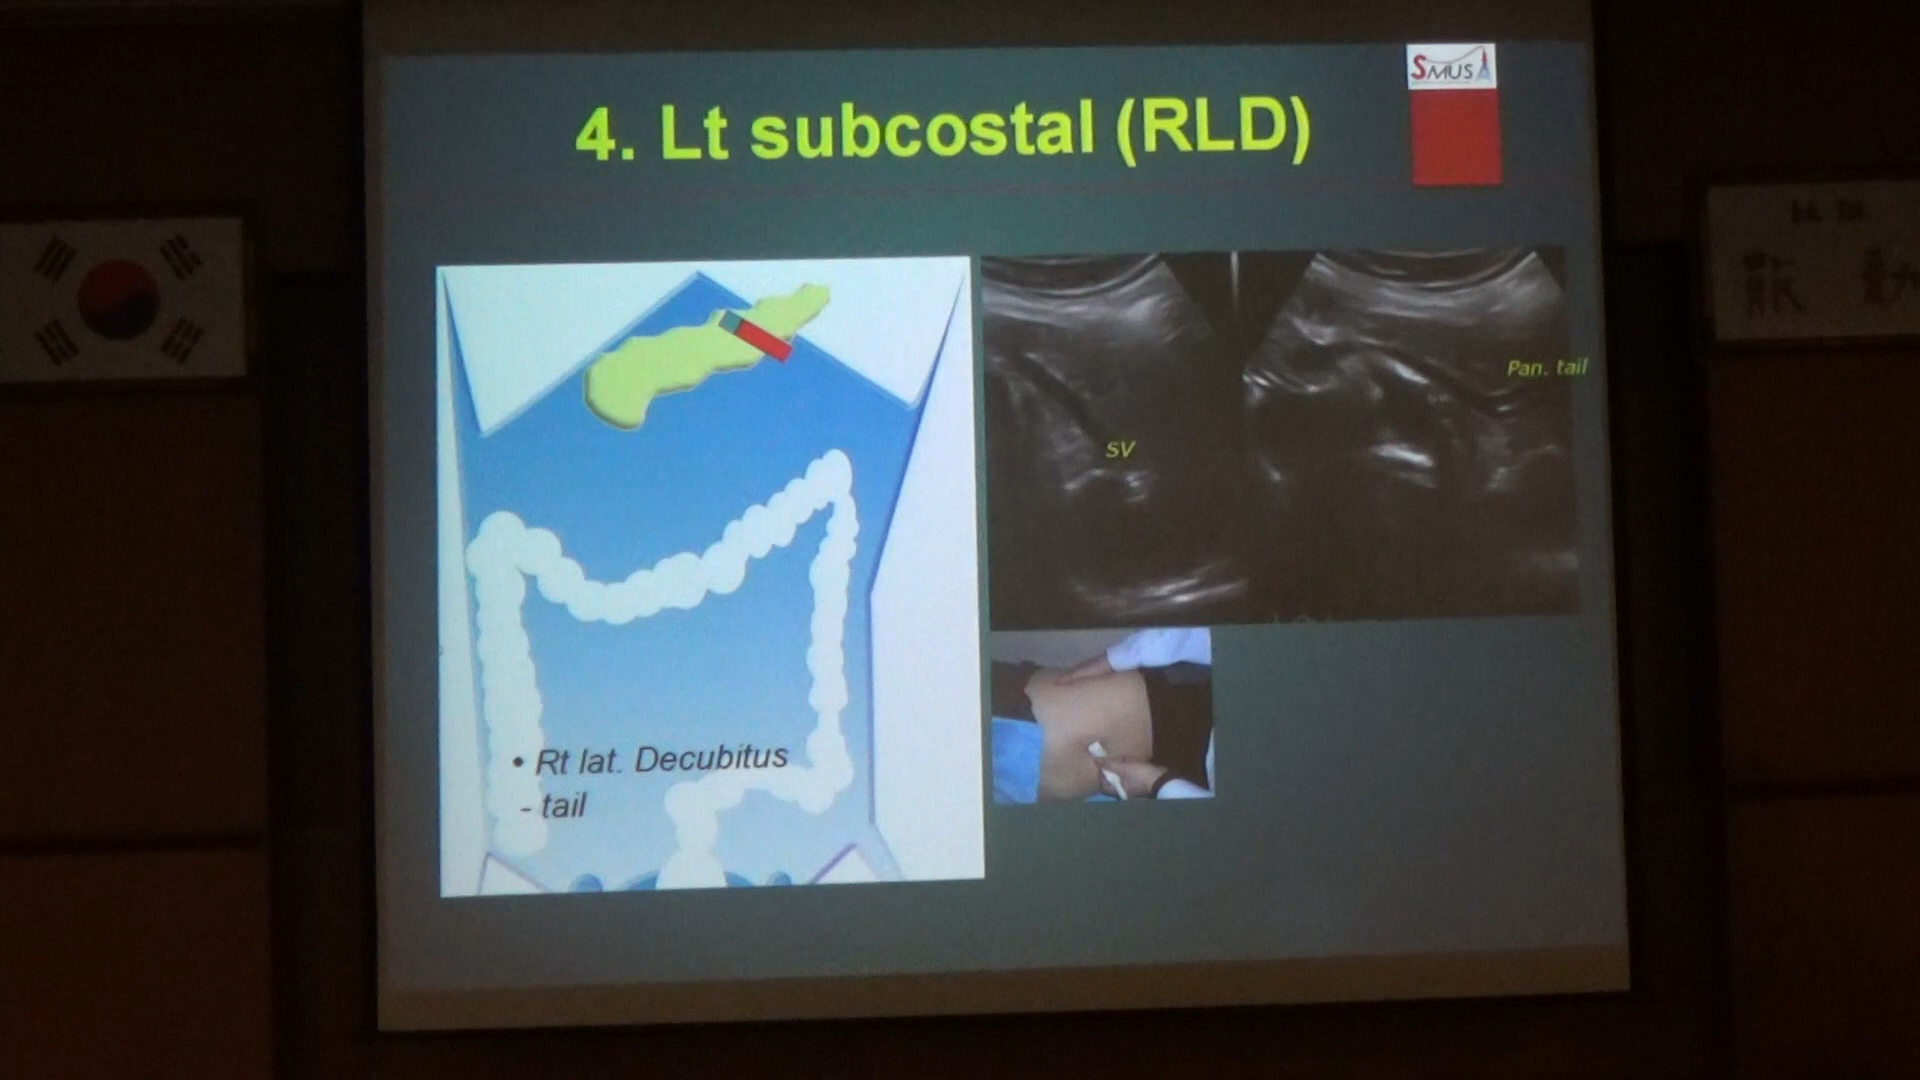 SMUS
4. Lt subcostal (RLD)
SV
Pan. tail
• Rt lat. Decubitus
- tail